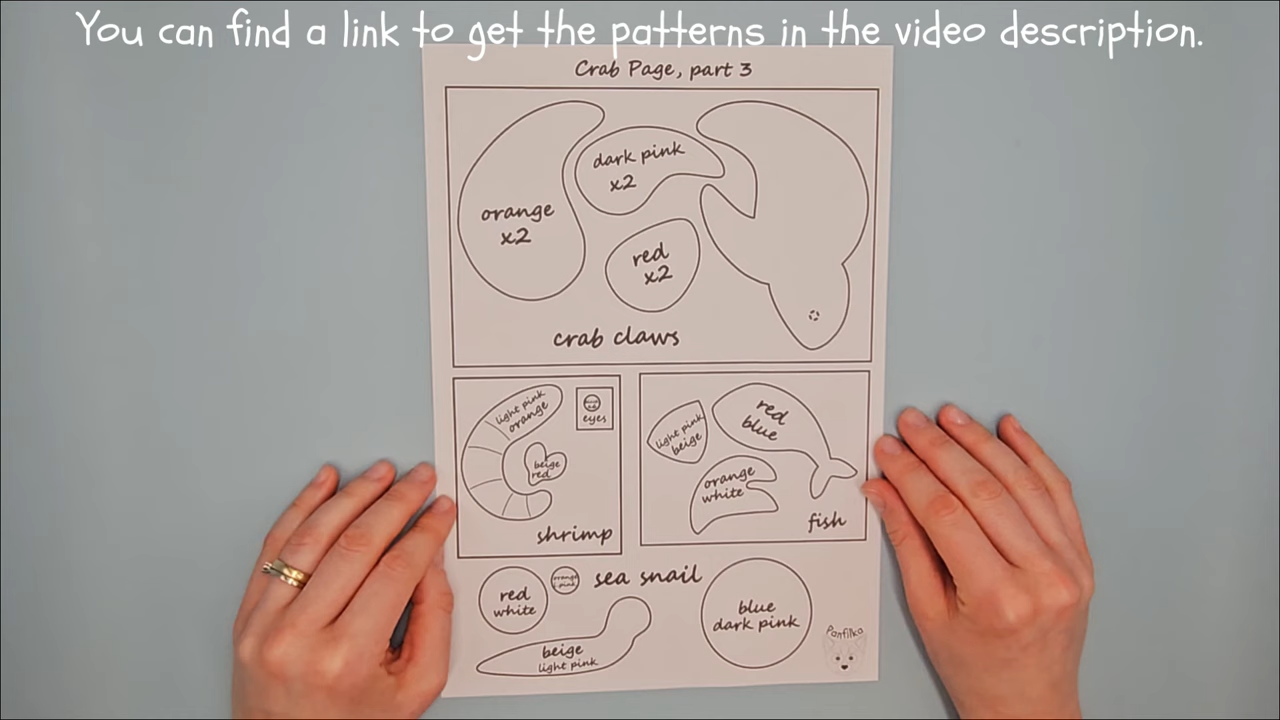 You can find a link to get the patterns in the video description.
Crab Page, part 3
dark pink
x2
orange
x2
red
x2
crab claws
light pink
orange
eyes
beige
red
shrimp
light pink
beige
red
blue
orange
white
fish
red
white
orange
sea snail
blue
dark pink
beige
light pink
Panfilka